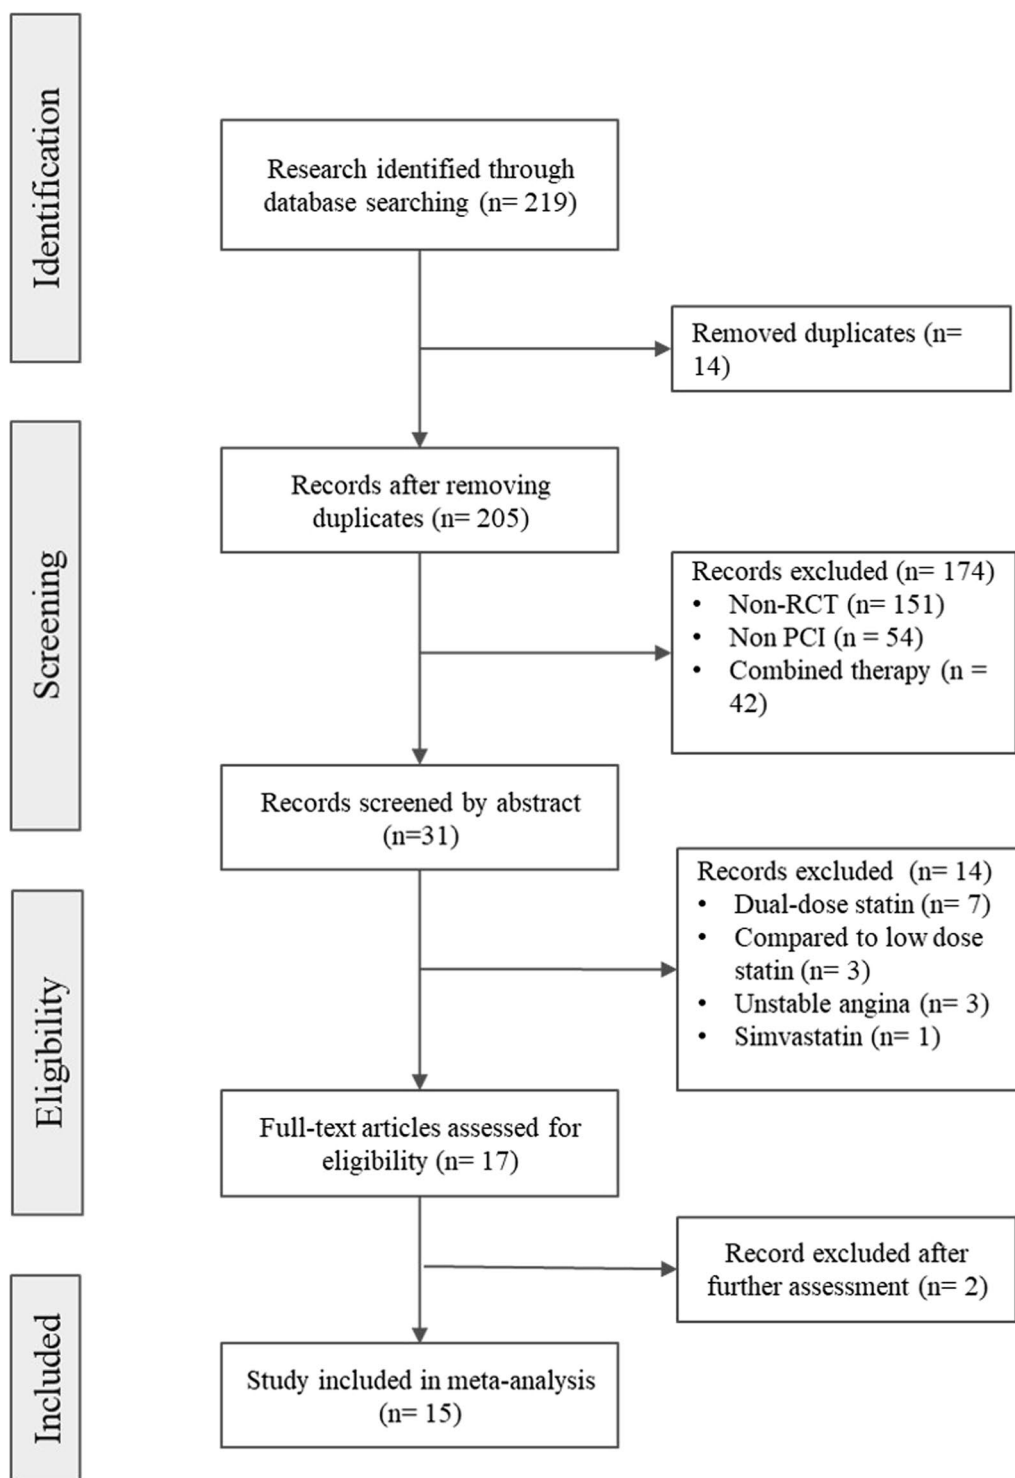 Identification
Research identified through
database searching (n= 219)
Removed duplicates (n=
14)
Screening
Records after removing
duplicates (n= 205)
Records excluded (n= 174)
• Non-RCT (n= 151)
• Non PCI (n = 54)
• Combined therapy (n =
42)
Records screened by abstract
(n=31)
Records excluded (n= 14)
• Dual-dose statin (n= 7)
• Compared to low dose
statin (n= 3)
• Unstable angina (n= 3)
• Simvastatin (n= 1)
Eligibility
Full-text articles assessed for
eligibility (n= 17)
Record excluded after
further assessment (n= 2)
Included
Study included in meta-analysis
(n= 15)